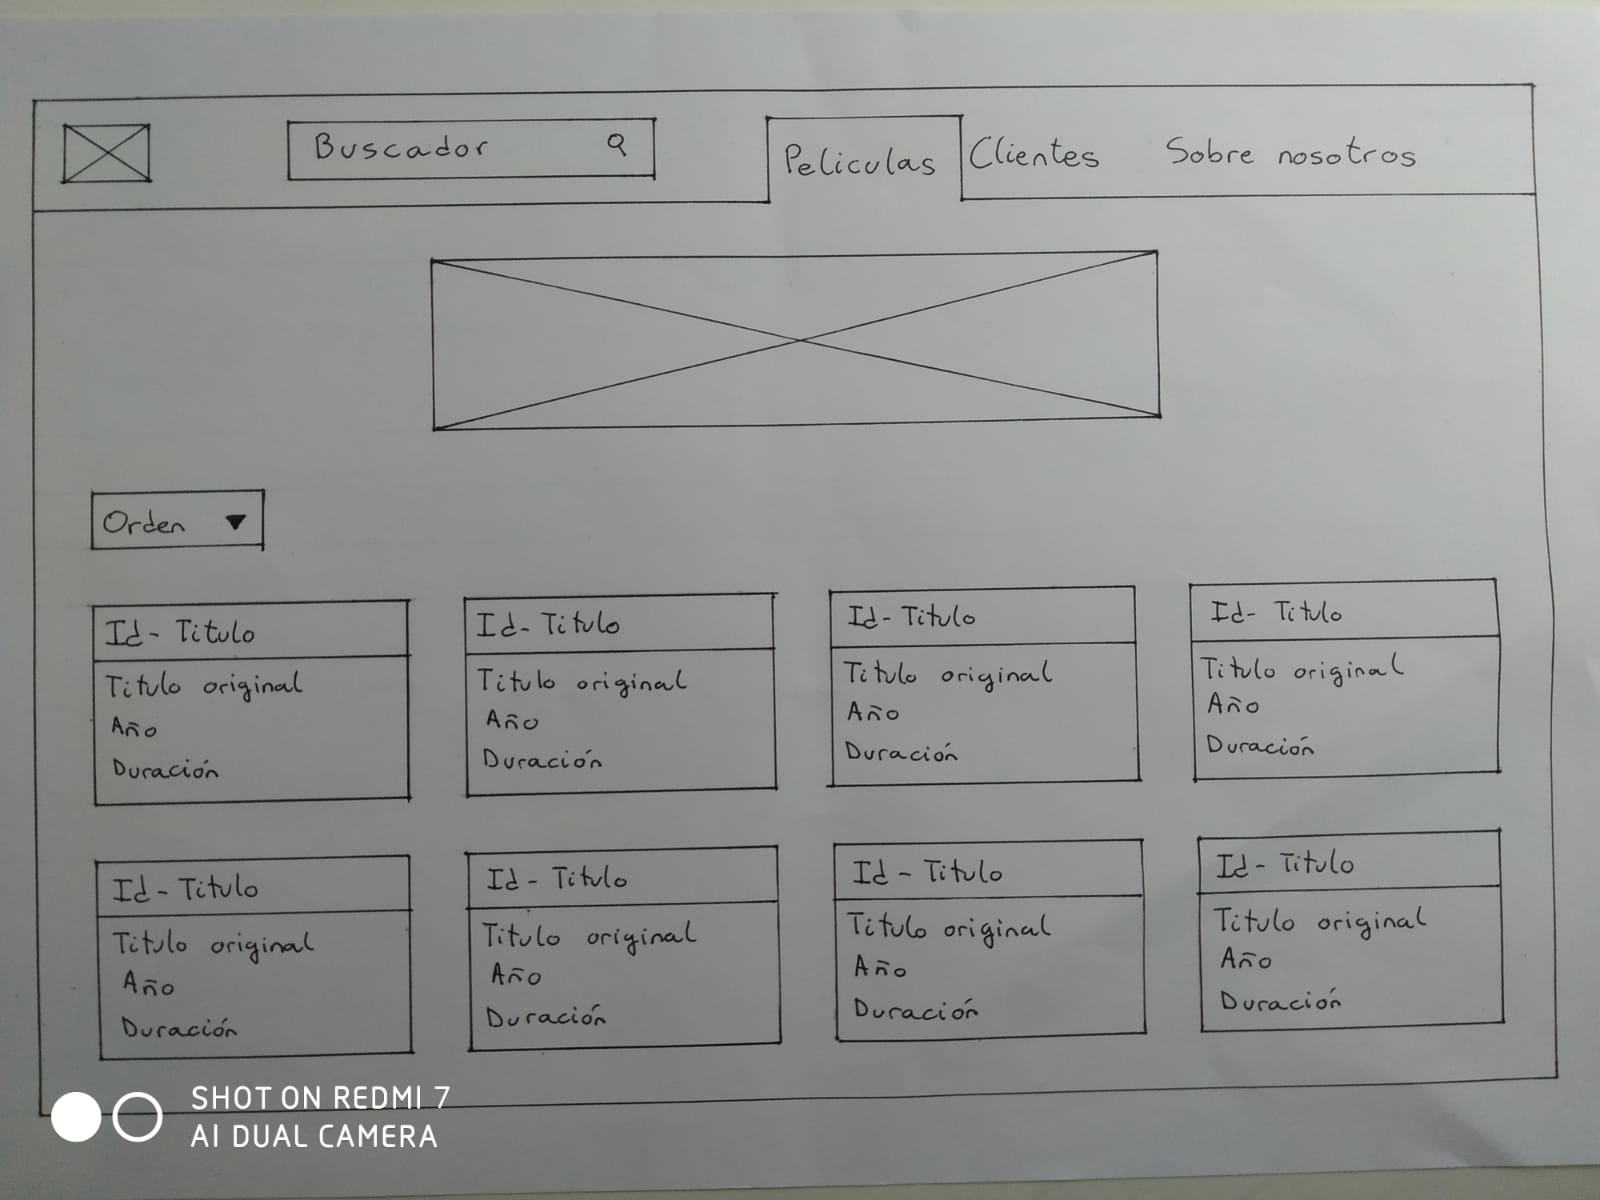 Buscador
Peliculas
Clientes
Sobre nosotros
Orden
Id - Titulo
Titulo original
Año
Duración
Id - Titulo
Titulo original
Año
Duración
Id - Titulo
Titulo original
Año
Duración
Id - Titulo
Titulo original
Año
Duración
Id - Titulo
Titulo original
Año
Duración
Id - Titulo
Titulo original
Año
Duración
Id - Titulo
Titulo original
Año
Duración
Id - Titulo
Titulo original
Año
Duración
SHOT ON REDMI 7
AI DUAL CAMERA